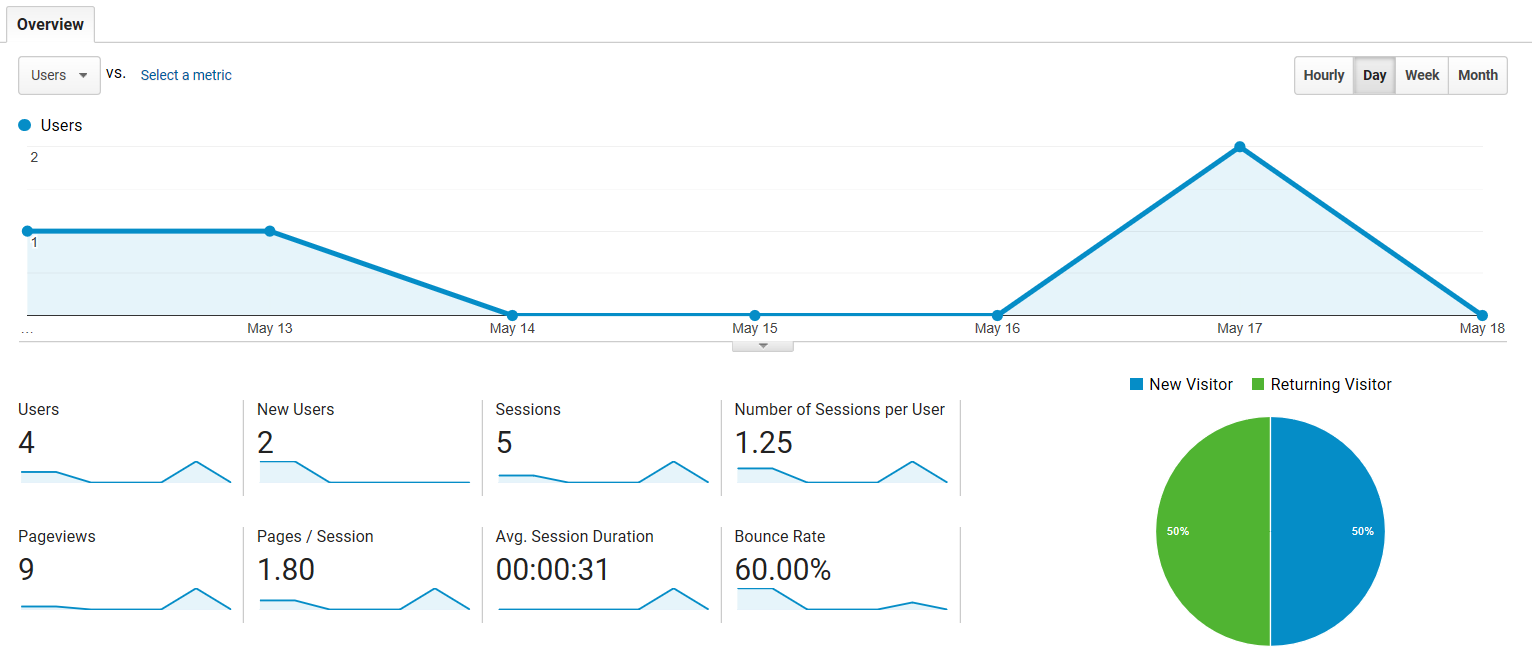 Overview
Users vs. Select a metric Hourly Day Week Month
Users
2
1
... May 13 May 14 May 15 May 16 May 17 May 18
New Visitor Returning Visitor
Users New Users Sessions Number of Sessions per User
4 2 5 1.25
Pageviews Pages / Session Avg. Session Duration Bounce Rate
9 1.80 00:00:31 60.00%
50% 50%